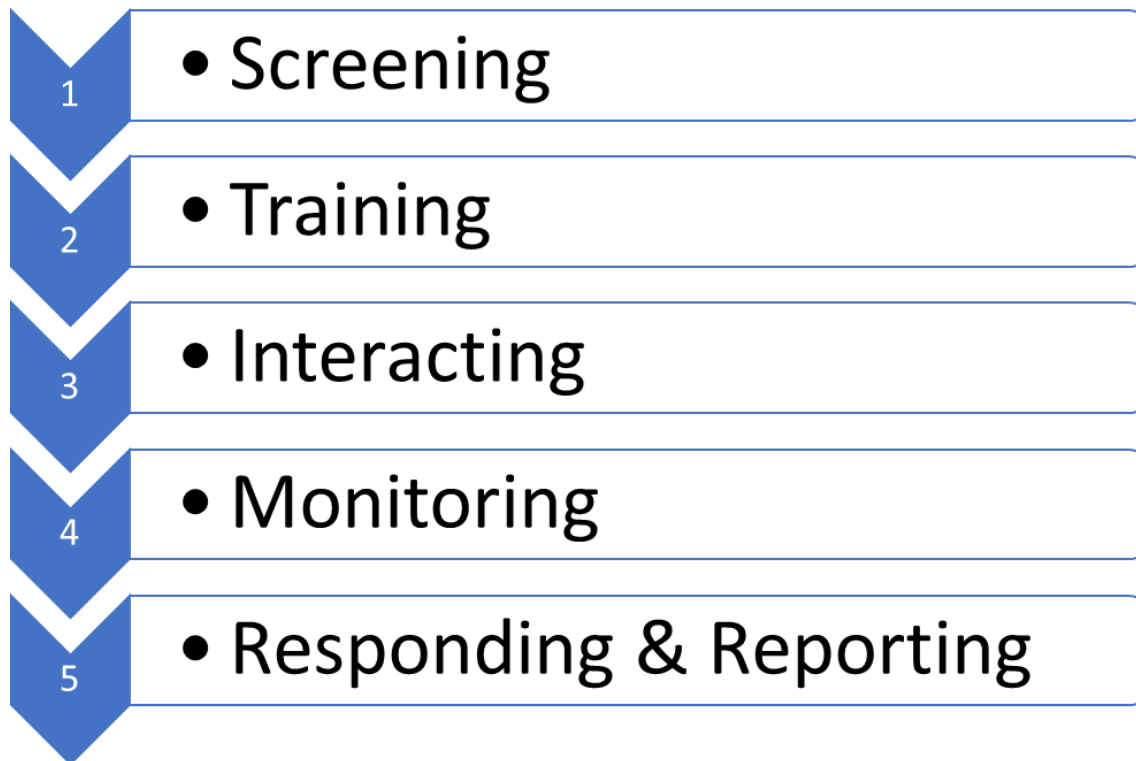 1 • Screening
2 • Training
3 • Interacting
4 • Monitoring
5 • Responding & Reporting